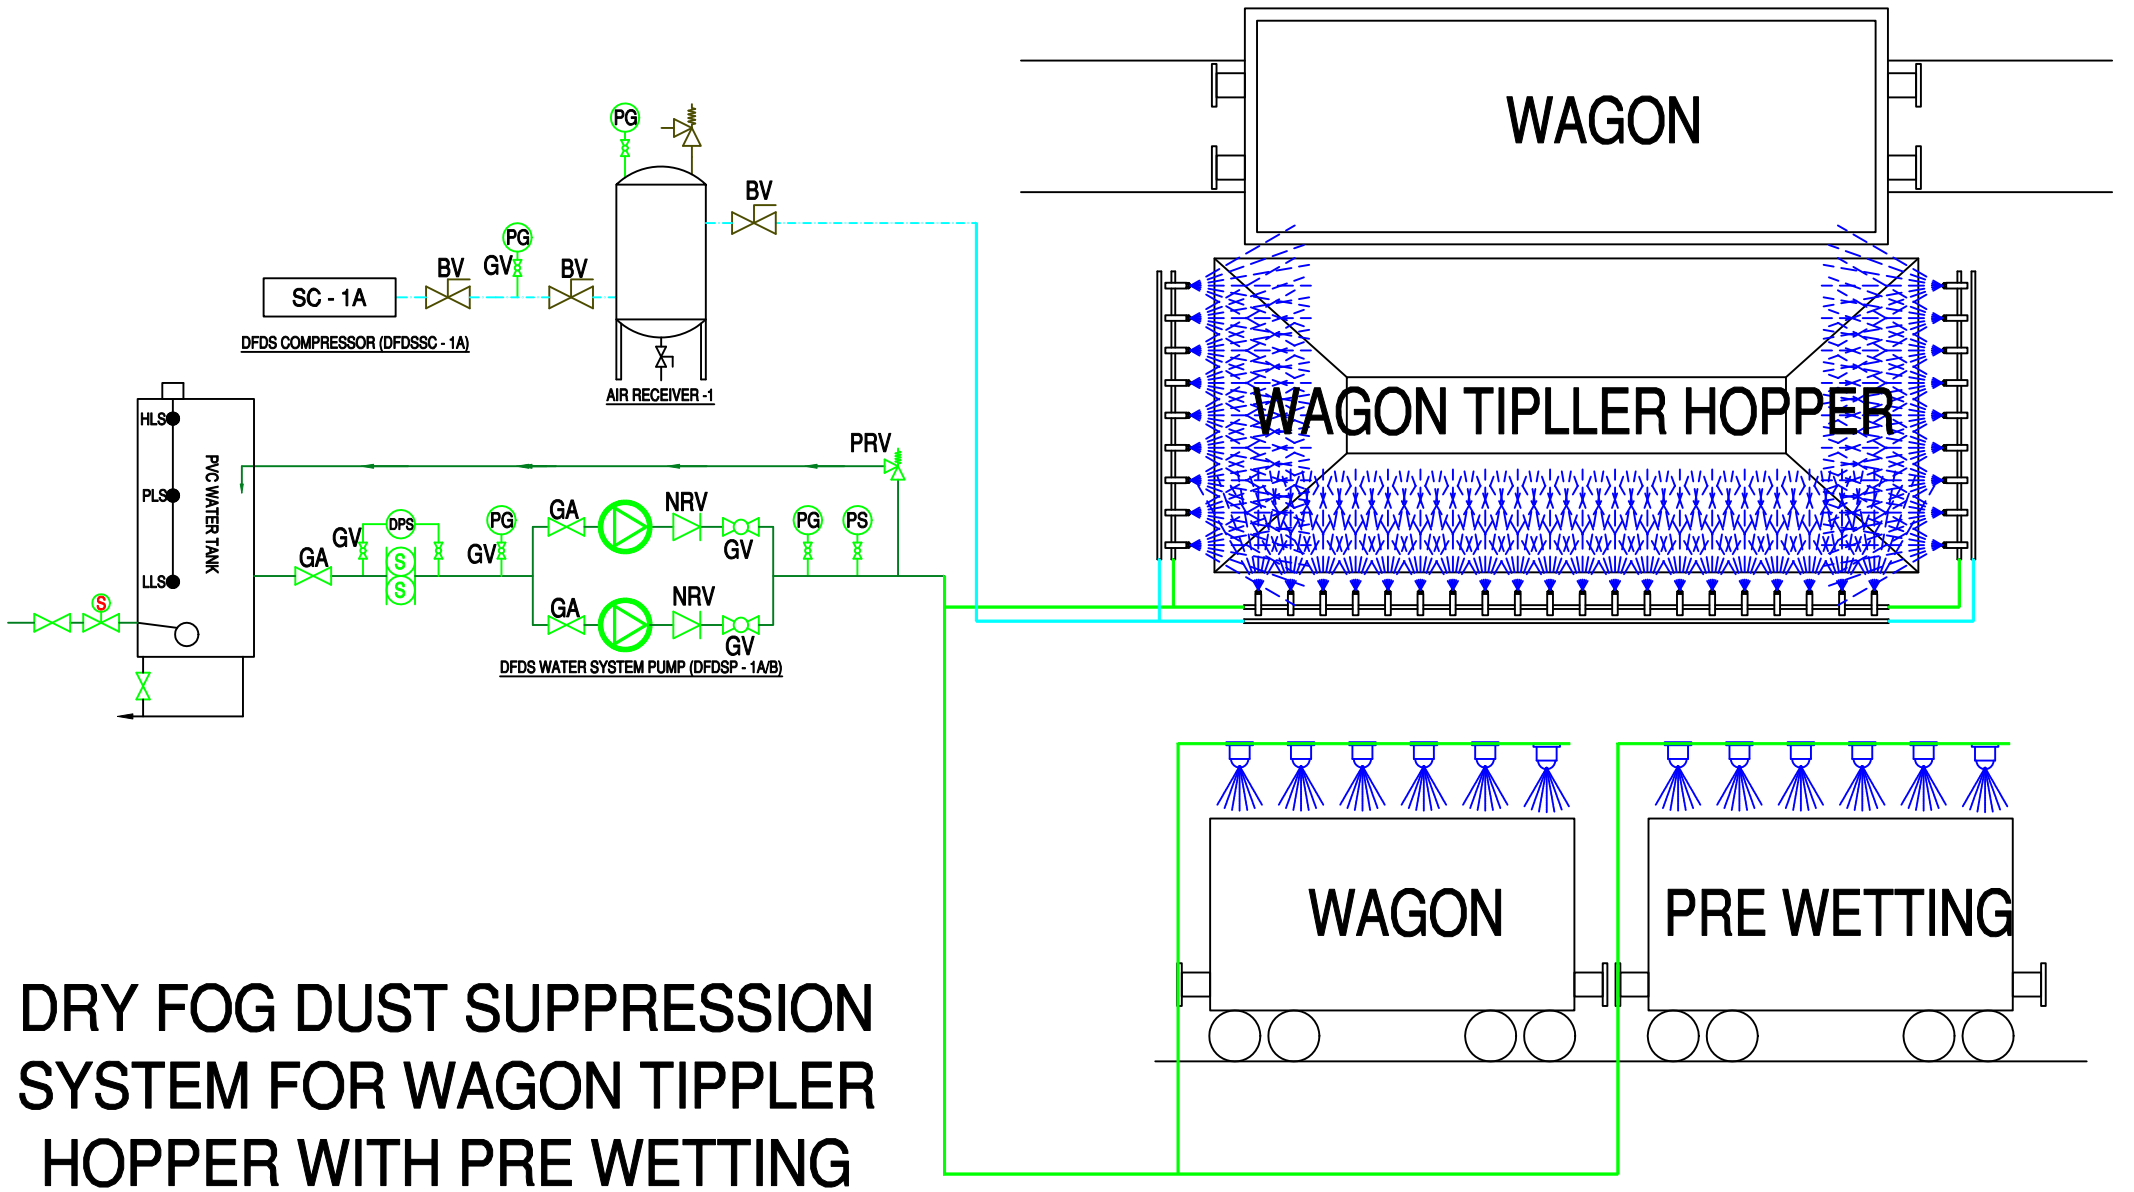 WAGON
PG
BV
PG
GV
BV
BV
SC - 1A
DFDS COMPRESSOR (DFDSSC - 1A)
AIR RECEIVER -1
WAGON TIPLLER HOPPER
HLS
PLS
LLS
PVC WATER TANK
PRV
GA
GV
DPS
S
S
PG
GV
GA
NRV
GV
PG
PS
GA
NRV
GV
S
DFDS WATER SYSTEM PUMP (DFDSP - 1A/B)
WAGON
PRE WETTING
DRY FOG DUST SUPPRESSION
SYSTEM FOR WAGON TIPPLER
HOPPER WITH PRE WETTING